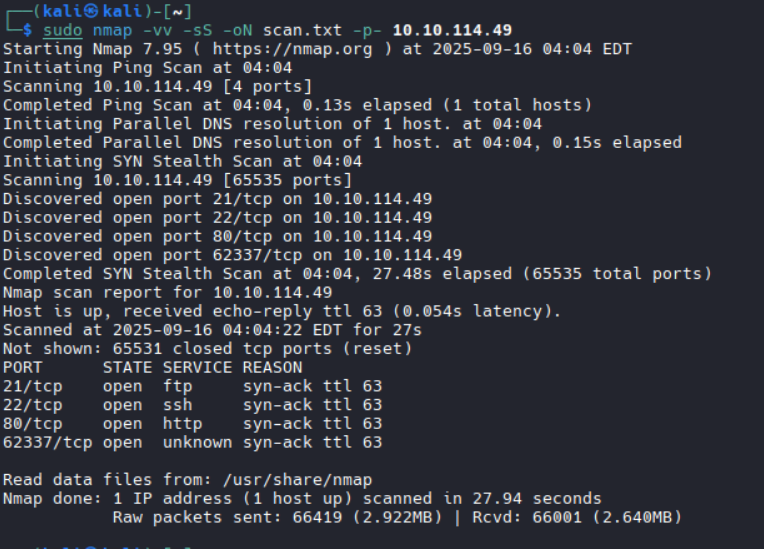 ┌──(kali㉿kali)-[~]
└─$ sudo nmap -vv -sS -oN scan.txt -p- 10.10.114.49
Starting Nmap 7.95 ( https://nmap.org ) at 2025-09-16 04:04 EDT
Initiating Ping Scan at 04:04
Scanning 10.10.114.49 [4 ports]
Completed Ping Scan at 04:04, 0.13s elapsed (1 total hosts)
Initiating Parallel DNS resolution of 1 host. at 04:04
Completed Parallel DNS resolution of 1 host. at 04:04, 0.15s elapsed
Initiating SYN Stealth Scan at 04:04
Scanning 10.10.114.49 [65535 ports]
Discovered open port 21/tcp on 10.10.114.49
Discovered open port 22/tcp on 10.10.114.49
Discovered open port 80/tcp on 10.10.114.49
Discovered open port 62337/tcp on 10.10.114.49
Completed SYN Stealth Scan at 04:04, 27.48s elapsed (65535 total ports)
Nmap scan report for 10.10.114.49
Host is up, received echo-reply ttl 63 (0.054s latency).
Scanned at 2025-09-16 04:04:22 EDT for 27s
Not shown: 65531 closed tcp ports (reset)
PORT      STATE SERVICE REASON
21/tcp    open  ftp     syn-ack ttl 63
22/tcp    open  ssh     syn-ack ttl 63
80/tcp    open  http    syn-ack ttl 63
62337/tcp open  unknown syn-ack ttl 63
Read data files from: /usr/share/nmap
Nmap done: 1 IP address (1 host up) scanned in 27.94 seconds
           Raw packets sent: 66419 (2.922MB) | Rcvd: 66001 (2.640MB)